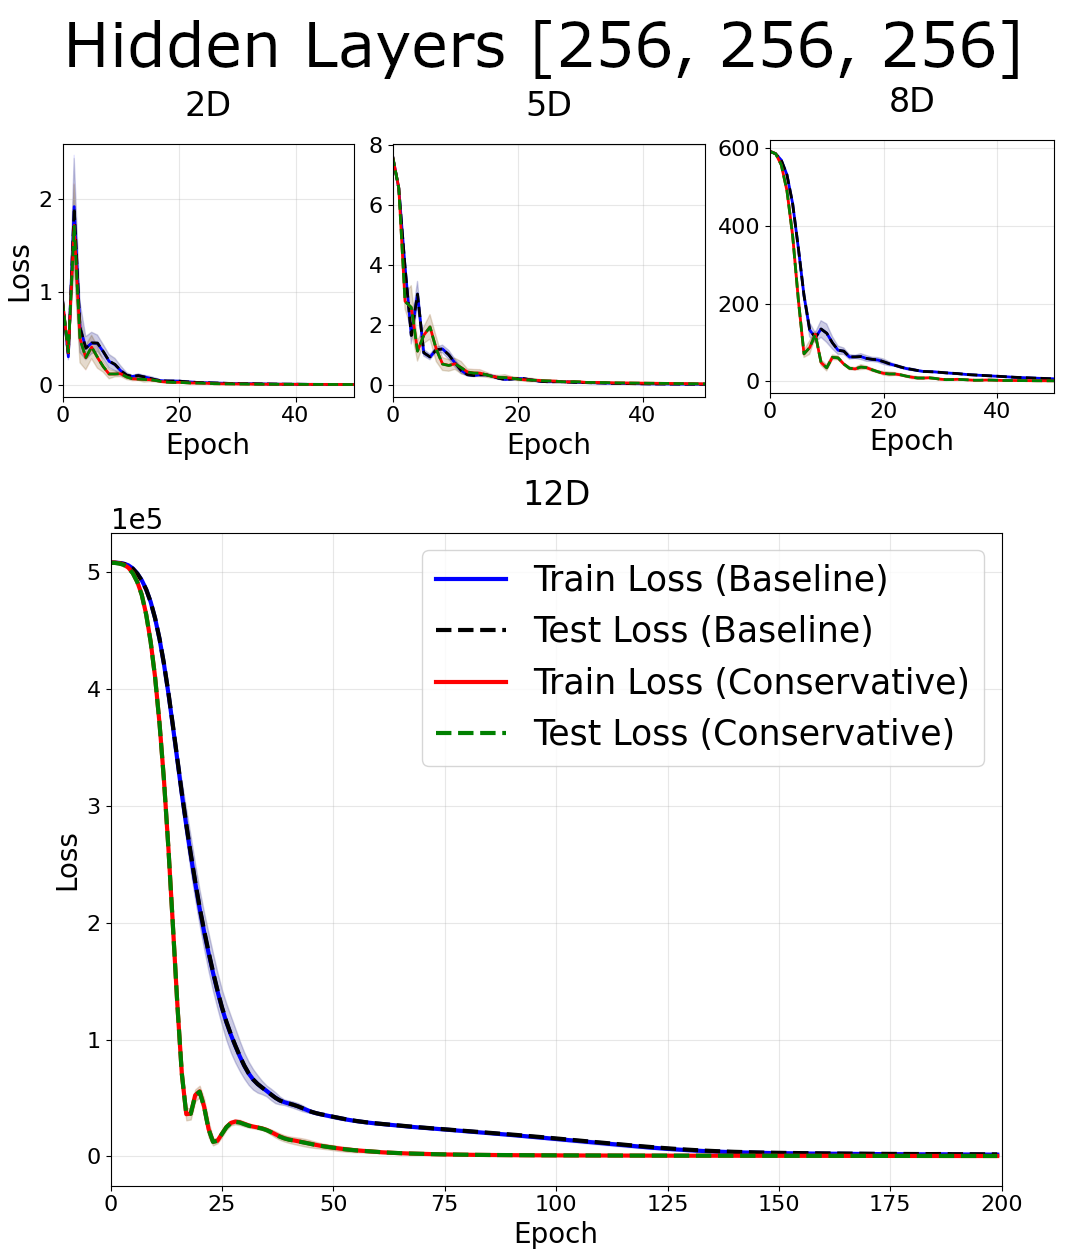 Hidden Layers [256, 256, 256]
2D
5D
8D
2
1
0
Loss
0
20
40
Epoch
8
6
4
2
0
0
20
40
Epoch
600
400
200
0
0
20
40
Epoch
12D
1e5
5
4
3
2
1
0
Loss
Train Loss (Baseline)
Test Loss (Baseline)
Train Loss (Conservative)
Test Loss (Conservative)
0
25
50
75
100
125
150
175
200
Epoch